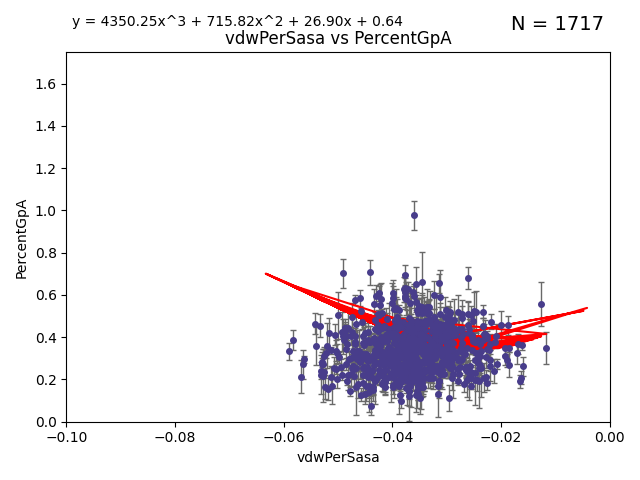 y = 4350.25x^3 + 715.82x^2 + 26.90x + 0.64
N = 1717
vdwPerSasa vs PercentGpA
PercentGpA
1.6
1.4
1.2
1.0
0.8
0.6
0.4
0.2
0.0
−0.10 −0.08 −0.06 −0.04 −0.02 0.00
vdwPerSasa